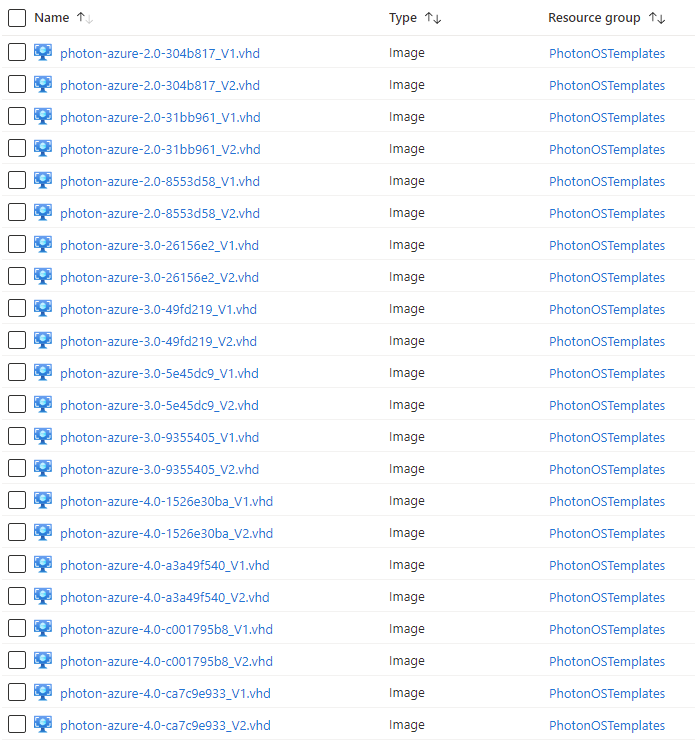 Name ↑↓ Type ↑↓ Resource group ↑↓
photon-azure-2.0-304b817_V1.vhd Image PhotonOSTemplates
photon-azure-2.0-304b817_V2.vhd Image PhotonOSTemplates
photon-azure-2.0-31bb961_V1.vhd Image PhotonOSTemplates
photon-azure-2.0-31bb961_V2.vhd Image PhotonOSTemplates
photon-azure-2.0-8553d58_V1.vhd Image PhotonOSTemplates
photon-azure-2.0-8553d58_V2.vhd Image PhotonOSTemplates
photon-azure-3.0-26156e2_V1.vhd Image PhotonOSTemplates
photon-azure-3.0-26156e2_V2.vhd Image PhotonOSTemplates
photon-azure-3.0-49fd219_V1.vhd Image PhotonOSTemplates
photon-azure-3.0-49fd219_V2.vhd Image PhotonOSTemplates
photon-azure-3.0-5e45dc9_V1.vhd Image PhotonOSTemplates
photon-azure-3.0-5e45dc9_V2.vhd Image PhotonOSTemplates
photon-azure-3.0-9355405_V1.vhd Image PhotonOSTemplates
photon-azure-3.0-9355405_V2.vhd Image PhotonOSTemplates
photon-azure-4.0-1526e30ba_V1.vhd Image PhotonOSTemplates
photon-azure-4.0-1526e30ba_V2.vhd Image PhotonOSTemplates
photon-azure-4.0-a3a49f540_V1.vhd Image PhotonOSTemplates
photon-azure-4.0-a3a49f540_V2.vhd Image PhotonOSTemplates
photon-azure-4.0-c001795b8_V1.vhd Image PhotonOSTemplates
photon-azure-4.0-c001795b8_V2.vhd Image PhotonOSTemplates
photon-azure-4.0-ca7c9e933_V1.vhd Image PhotonOSTemplates
photon-azure-4.0-ca7c9e933_V2.vhd Image PhotonOSTemplates